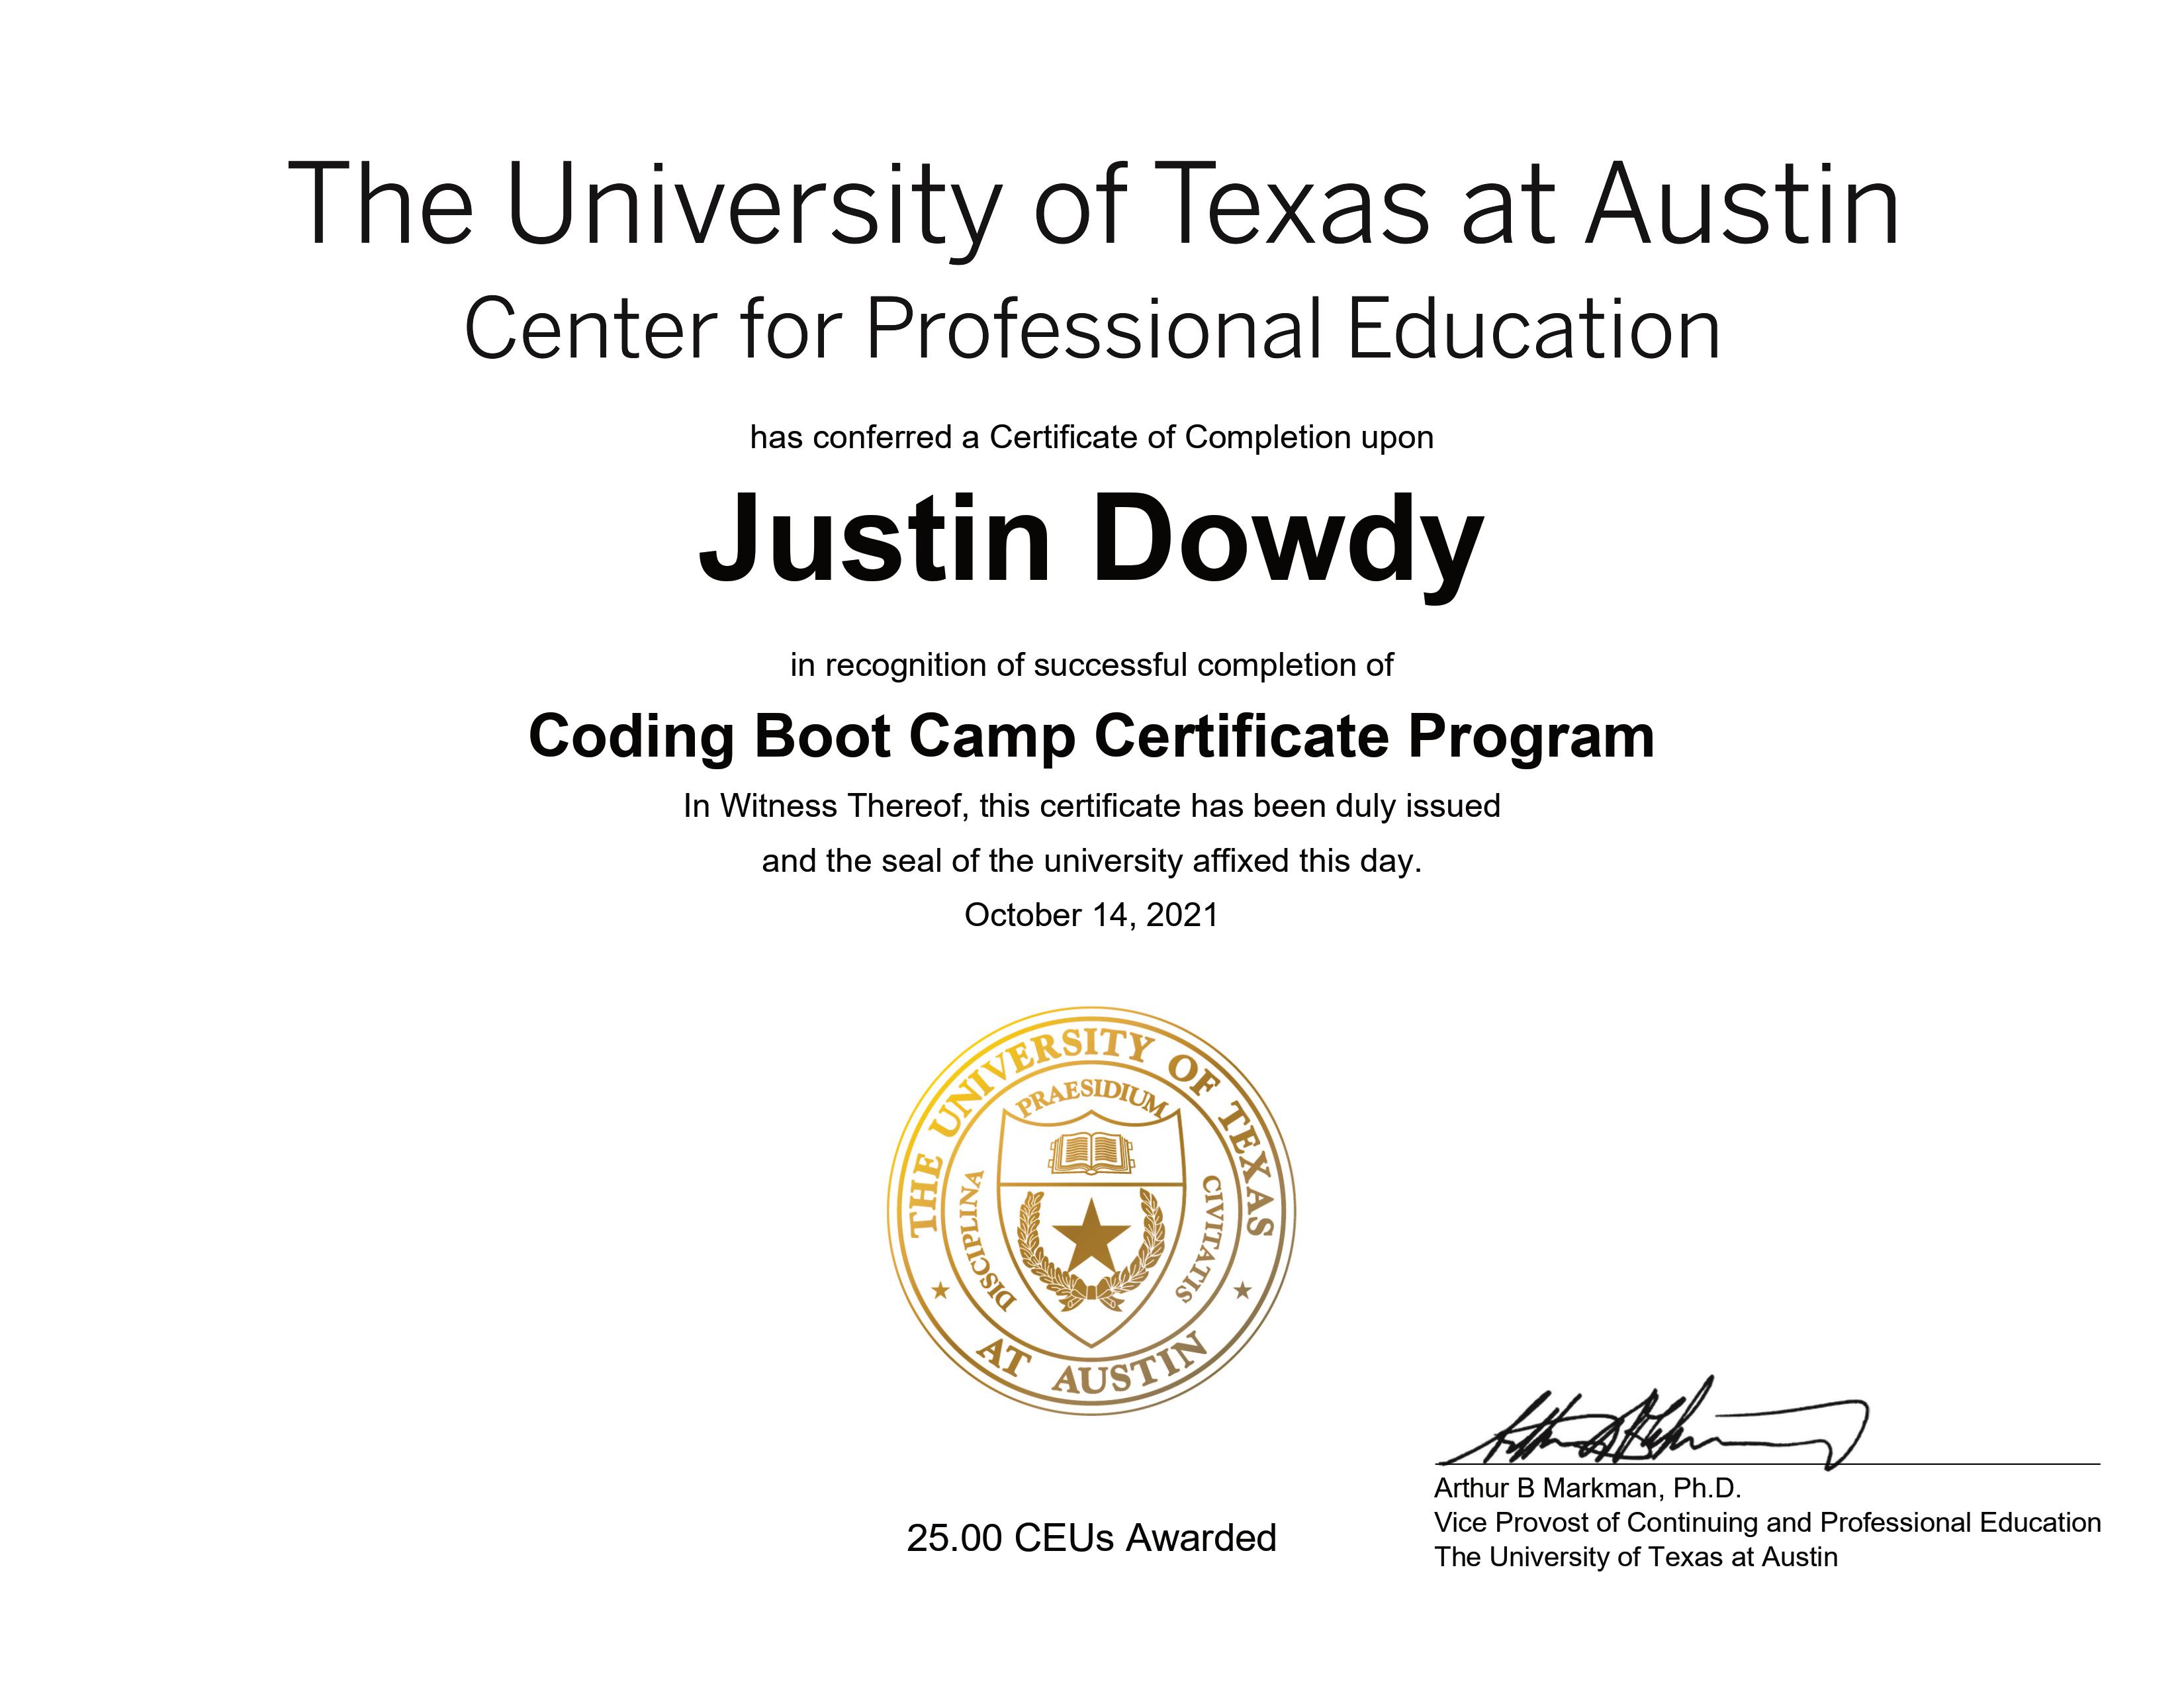 The University of Texas at Austin
Center for Professional Education
has conferred a Certificate of Completion upon
Justin Dowdy
in recognition of successful completion of
Coding Boot Camp Certificate Program
In Witness Thereof, this certificate has been duly issued
and the seal of the university affixed this day.
October 14, 2021
THE UNIVERSITY OF TEXAS
AT AUSTIN
PRAESIDIUM
DISCIPLINA
CIVITATIS
25.00 CEUs Awarded
Arthur B Markman, Ph.D.
Vice Provost of Continuing and Professional Education
The University of Texas at Austin